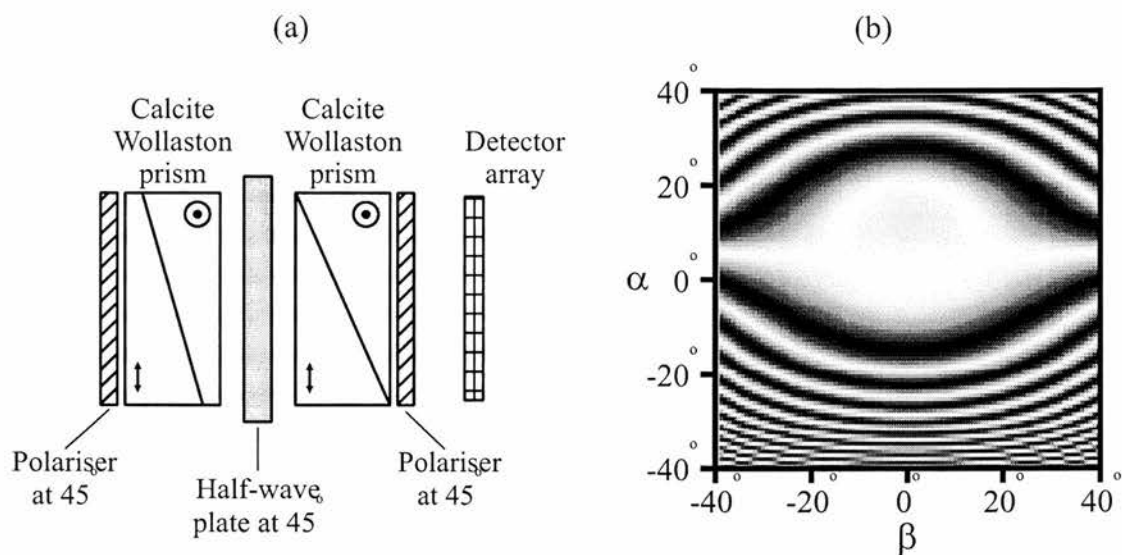 (a)
Calcite
Wollaston
prism
Calcite
Wollaston
prism
Detector
array
Polariser
at 45°
Half-wave
plate at 45°
Polariser
at 45°
(b)
40°
20°
α 0°
-20°
-40°
-40° -20° 0° 20° 40°
β